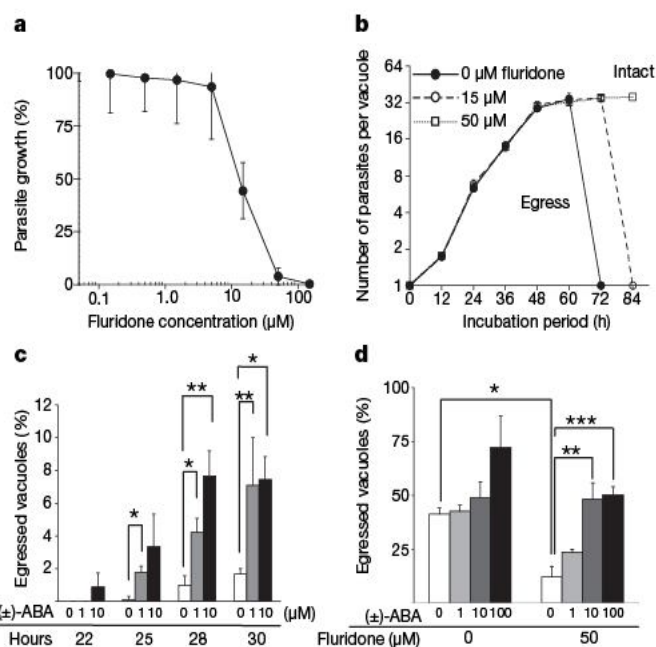 a
Parasite growth (%)
100
75
50
25
0
0.1 1.0 10 100
Fluridone concentration (μM)
b
Number of parasites per vacuole
64
32
16
8
4
2
1
0 μM fluridone
15 μM
50 μM
Intact
Egress
0 12 24 36 48 60 72 84
Incubation period (h)
c
Egressed vacuoles (%)
12
10
8
6
4
2
*
*
**
**
*
(±)-ABA 0 1 10 0 1 10 0 1 10 0 1 10 (μM)
Hours 22 25 28 30
d
Egressed vacuoles (%)
100
75
50
25
*
***
**
(±)-ABA 0 1 10 100 0 1 10 100
Fluridone (μM) 0 50